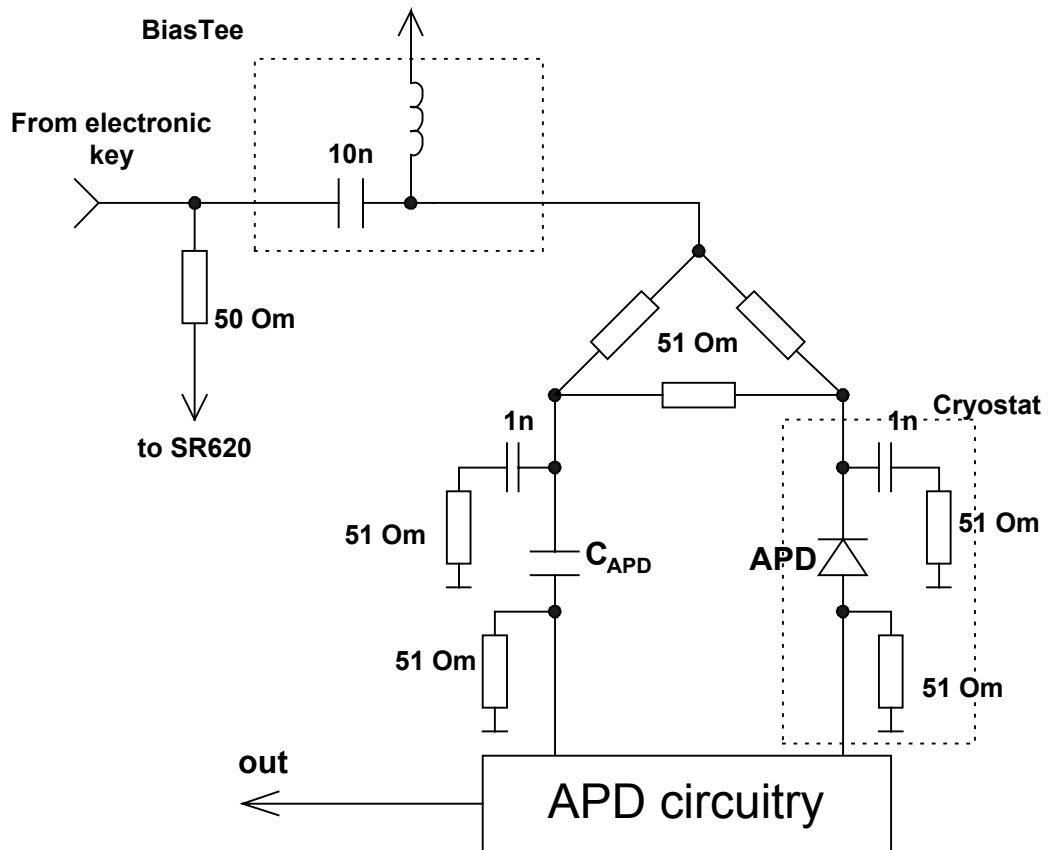 BiasTee
From electronic
key
10n
50 Om
51 Om
to SR620
Cryostat
1n
1n
51 Om
51 Om
C_APD
APD
51 Om
51 Om
out
APD circuitry